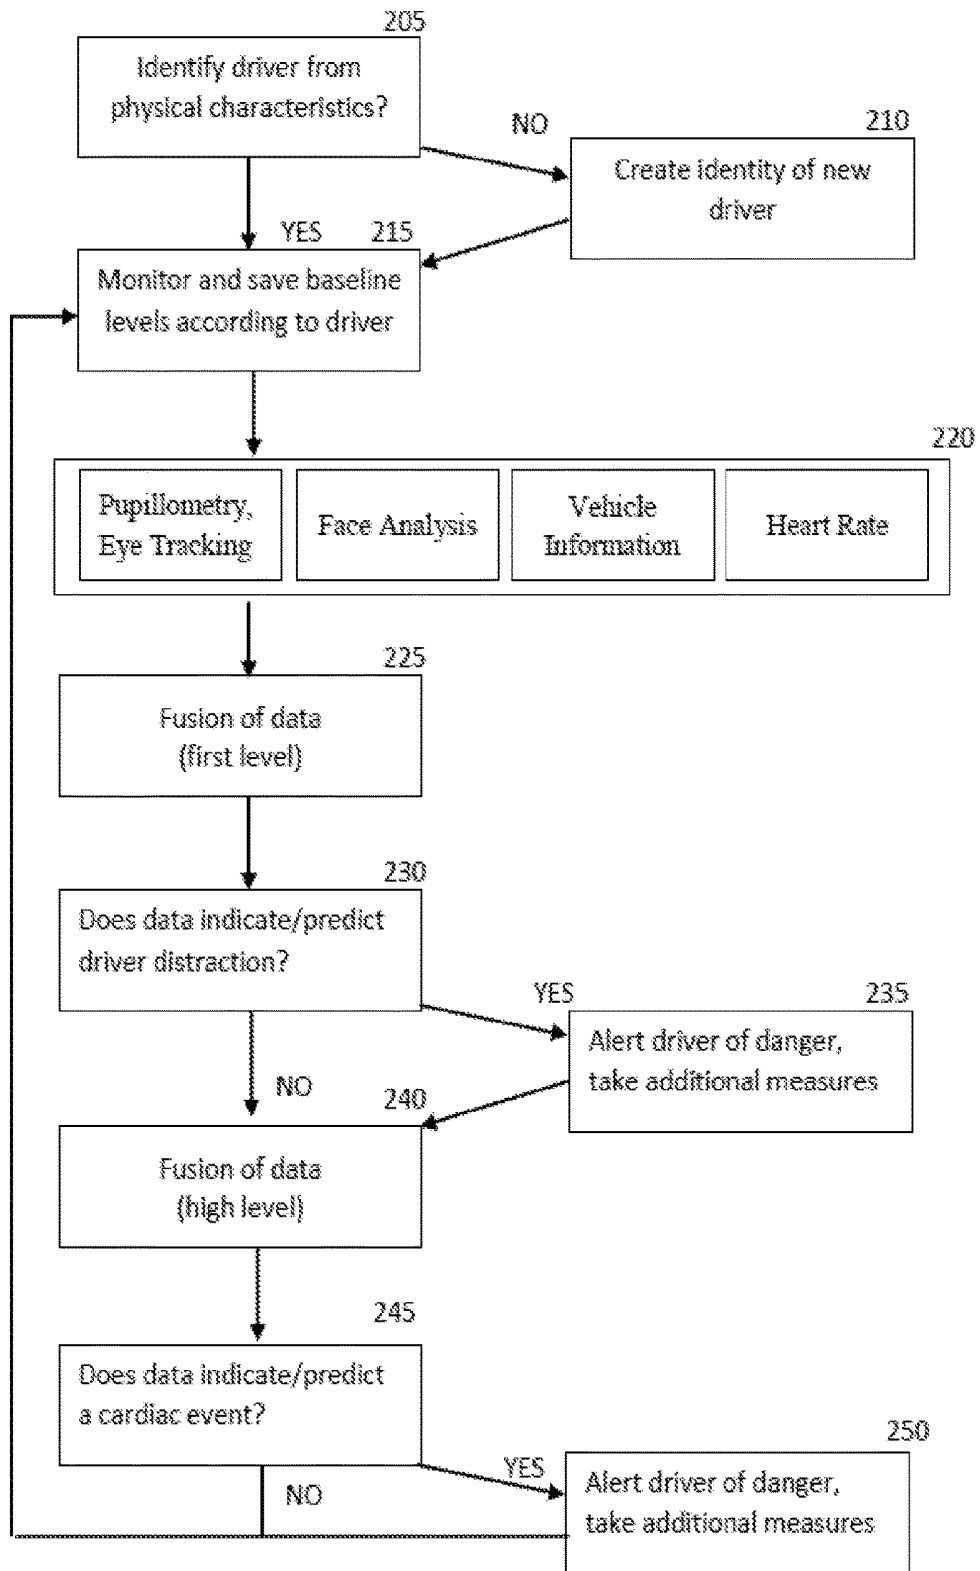 205
Identify driver from
physical characteristics?
NO
210
Create identity of new
driver
YES
215
Monitor and save baseline
levels according to driver
220
Pupillometry,
Eye Tracking
Face Analysis
Vehicle
Information
Heart Rate
225
Fusion of data
(first level)
230
Does data indicate/predict
driver distraction?
YES
235
Alert driver of danger,
take additional measures
NO
240
Fusion of data
(high level)
245
Does data indicate/predict
a cardiac event?
YES
250
Alert driver of danger,
take additional measures
NO